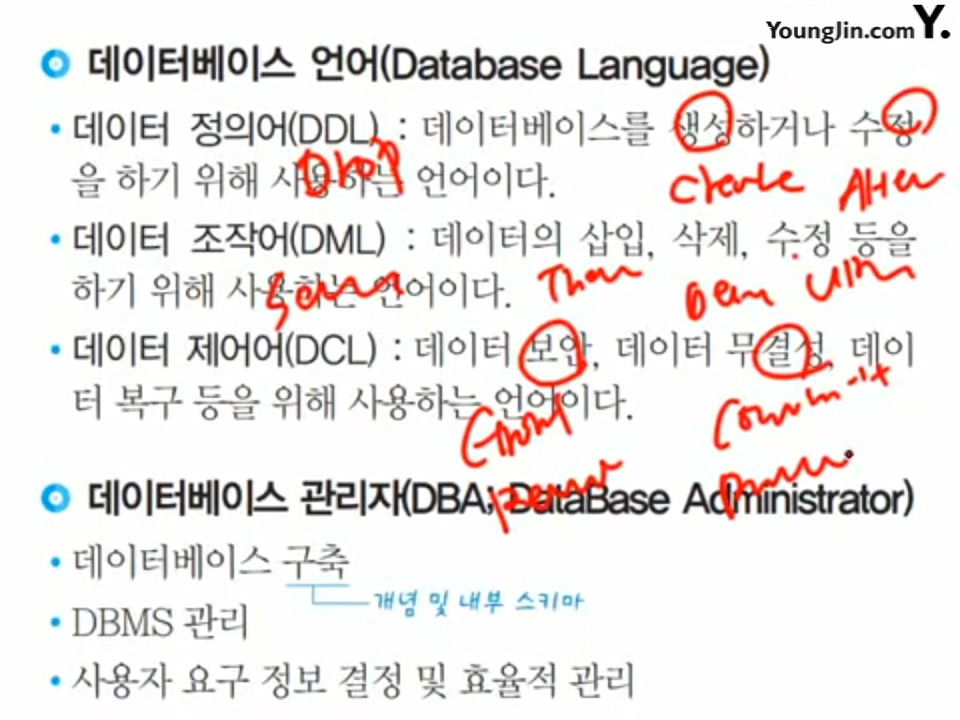 YoungJin.com Y.
데이터베이스 언어(Database Language)
• 데이터 정의어(DDL) : 데이터베이스를 생성하거나 수정
을 하기 위해 사용하는 언어이다.
Drop Create Alter
• 데이터 조작어(DML) : 데이터의 삽입, 삭제, 수정 등을
하기 위해 사용하는 언어이다.
• 데이터 제어어(DCL) : 데이터 보안, 데이터 무결성, 데이
터 복구 등을 위해 사용하는 언어이다.
Commit
데이터베이스 관리자(DBA; DataBase Administrator)
• 데이터베이스 구축
개념 및 내부 스키마
• DBMS 관리
• 사용자 요구 정보 결정 및 효율적 관리